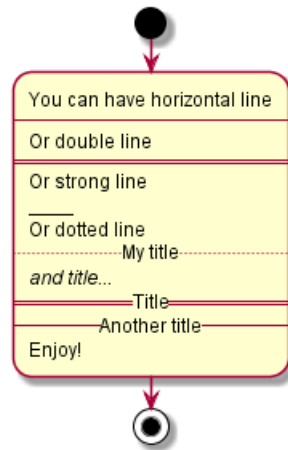 You can have horizontal line
Or double line
Or strong line
____
Or dotted line
My title
and title...
Title
Another title
Enjoy!